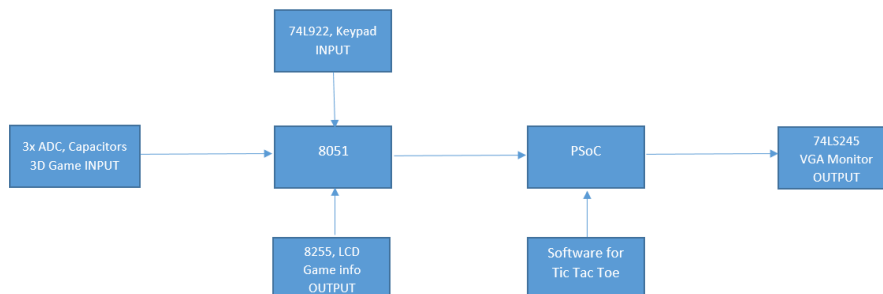 74L922, Keypad
INPUT
3x ADC, Capacitors
3D Game INPUT
8051
PSoC
74LS245
VGA Monitor
OUTPUT
8255, LCD
Game info
OUTPUT
Software for
Tic Tac Toe